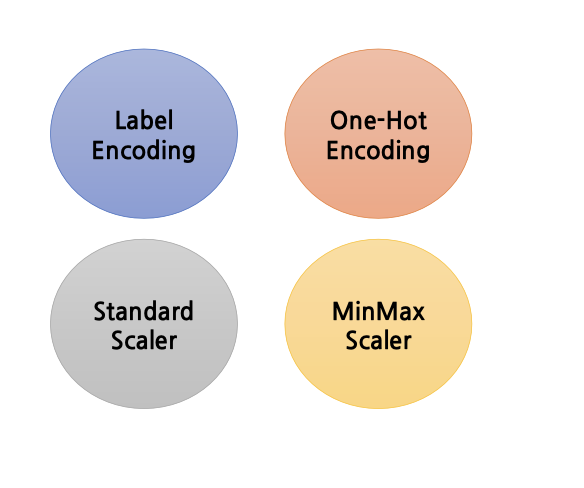 Label
Encoding
One-Hot
Encoding
Standard
Scaler
MinMax
Scaler